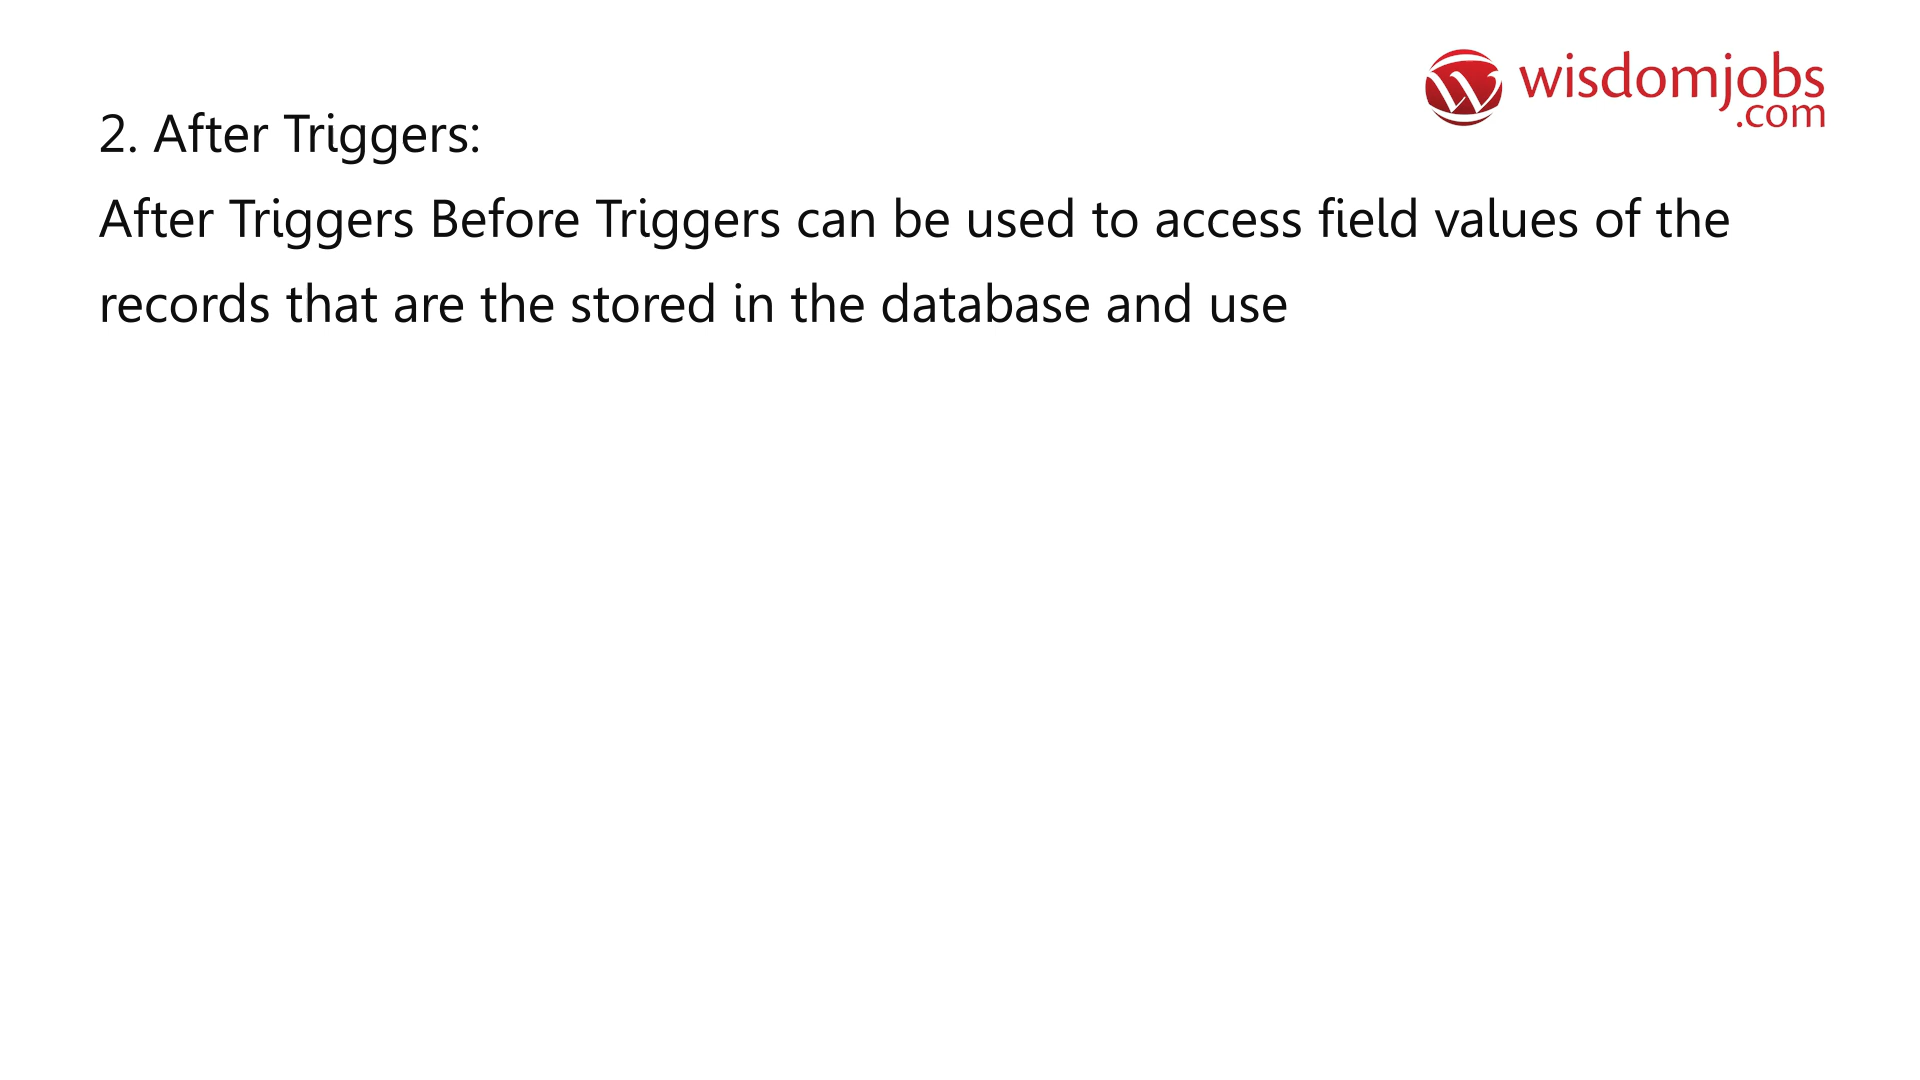 wisdomjobs
.com
2. After Triggers:
After Triggers Before Triggers can be used to access field values of the
records that are the stored in the database and use